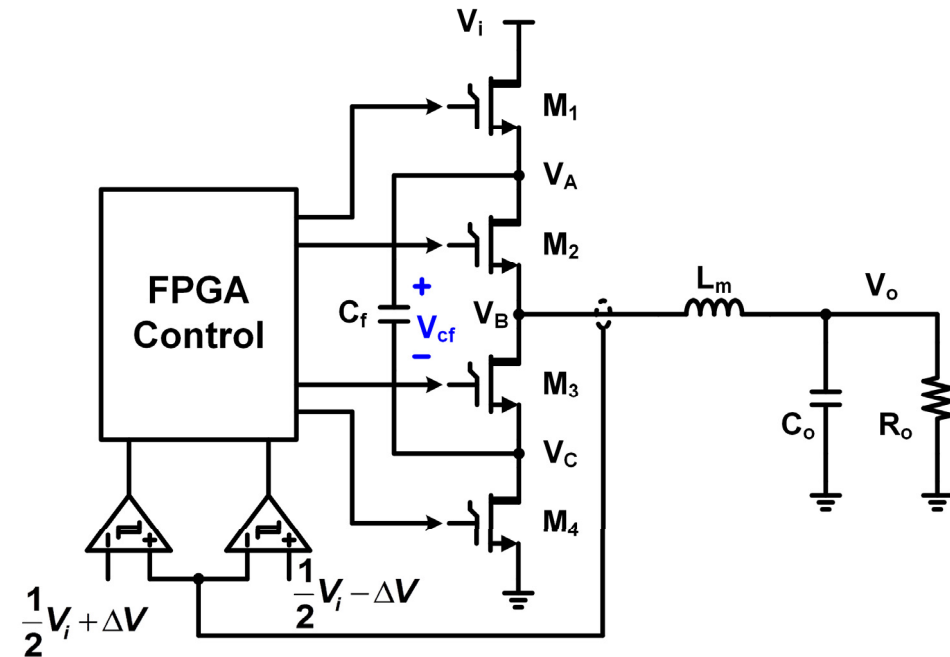 Vi
M1
VA
FPGA
Control
M2
Lm
Vo
+
Cf
Vcf
VB
−
M3
Co
Ro
VC
M4
− +
− +
1/2 Vi + ΔV
1/2 Vi − ΔV